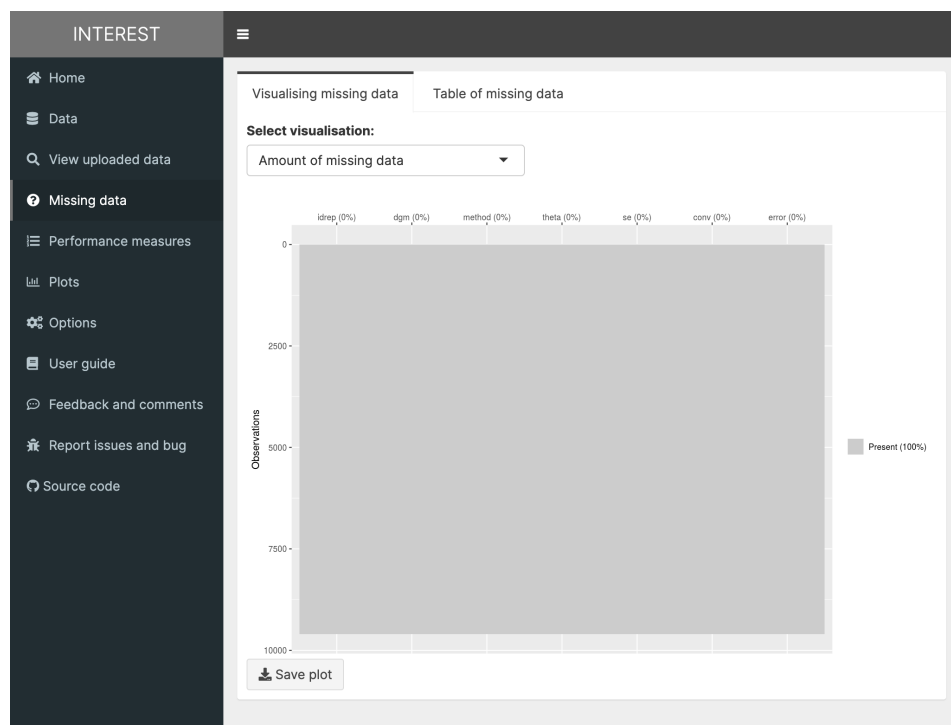 INTEREST
Home
Data
View uploaded data
Missing data
Performance measures
Plots
Options
User guide
Feedback and comments
Report issues and bug
Source code
Visualising missing data
Table of missing data
Select visualisation:
Amount of missing data
idrep (0%) dgm (0%) method (0%) theta (0%) se (0%) conv (0%) error (0%)
0
2500
5000
7500
10000
Observations
Present (100%)
Save plot